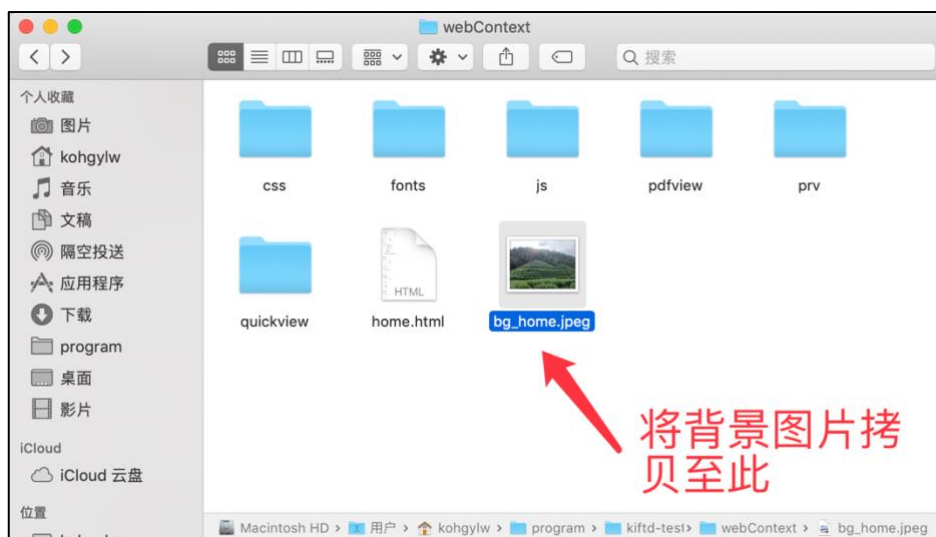 webContext
搜索
个人收藏
图片
kohgylw
音乐
文稿
隔空投送
应用程序
下载
program
桌面
影片
iCloud
iCloud 云盘
位置
css
fonts
js
pdfview
prv
quickview
HTML
home.html
bg_home.jpeg
将背景图片拷
贝至此
Macintosh HD › 用户 › kohgylw › program › kiftd-test › webContext › bg_home.jpeg